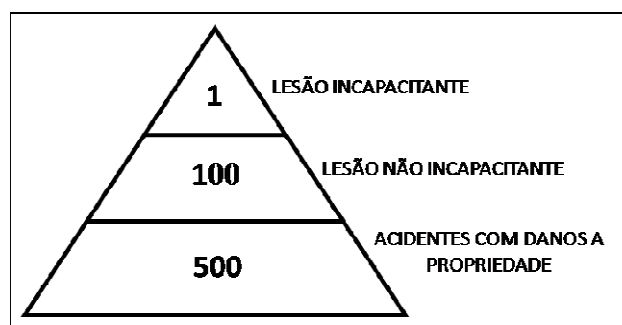 1
LESÃO INCAPACITANTE
100
LESÃO NÃO INCAPACITANTE
ACIDENTES COM DANOS A
PROPRIEDADE
500